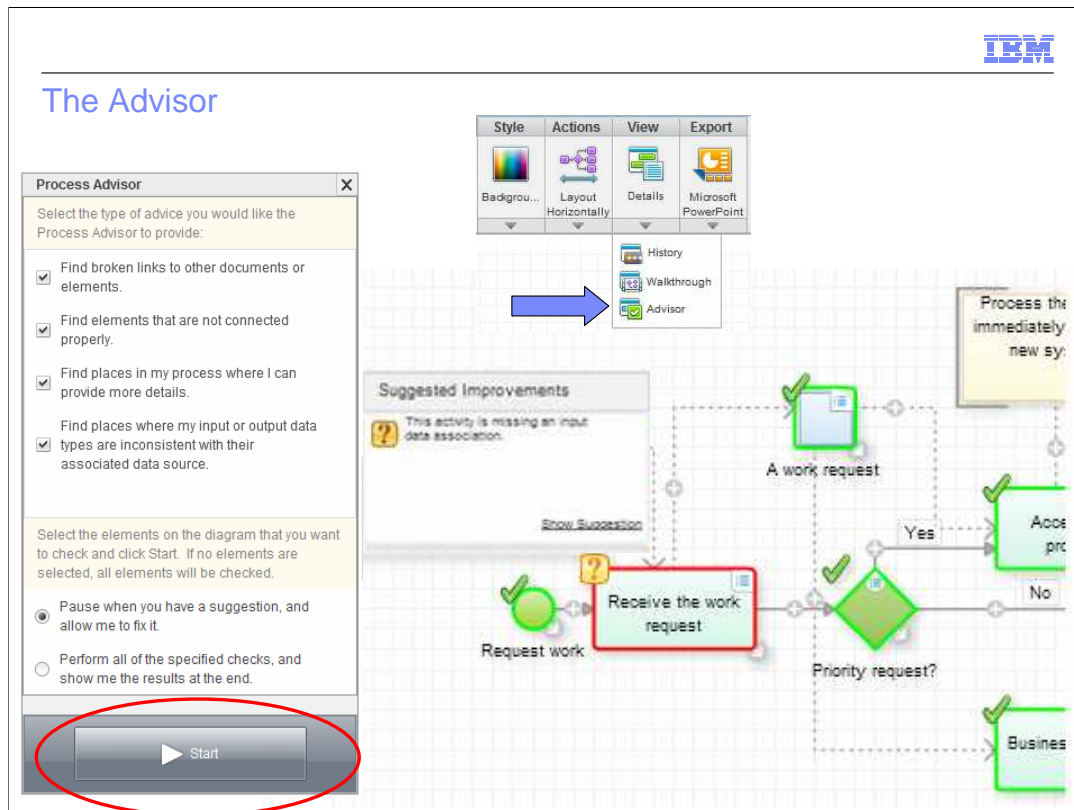 IBM
The Advisor
Style Actions View Export
Backgrou... Layout Horizontally Details Microsoft PowerPoint
History
Walkthrough
Advisor
Process Advisor X
Select the type of advice you would like the
Process Advisor to provide:
Find broken links to other documents or
elements.
Find elements that are not connected
properly.
Find places in my process where I can
provide more details.
Find places where my input or output data
types are inconsistent with their
associated data source.
Select the elements on the diagram that you want
to check and click Start. If no elements are
selected, all elements will be checked.
Pause when you have a suggestion, and
allow me to fix it.
Perform all of the specified checks, and
show me the results at the end.
Start
Suggested Improvements
? This activity is missing an input
data association.
Show Suggestion
?
Request work
Receive the work
request
A work request
Priority request?
Yes
No
Process the
immediately
new sy
Acce
pro
Busines